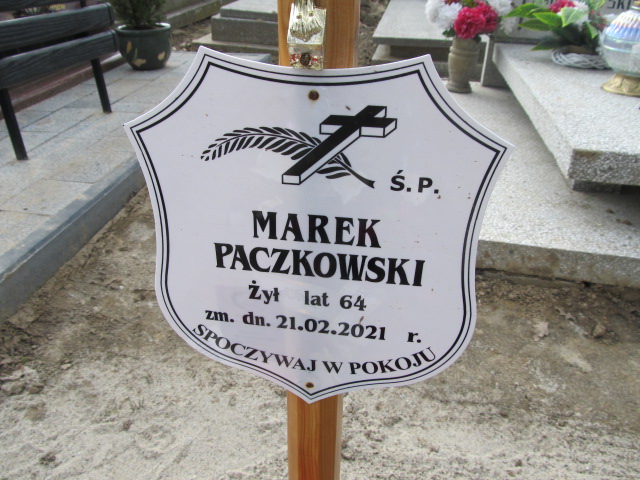 Ś.P.
MAREK
PACZKOWSKI
Żył lat 64
zm. dn. 21.02.2021 r.
SPOCZYWAJ W POKOJU